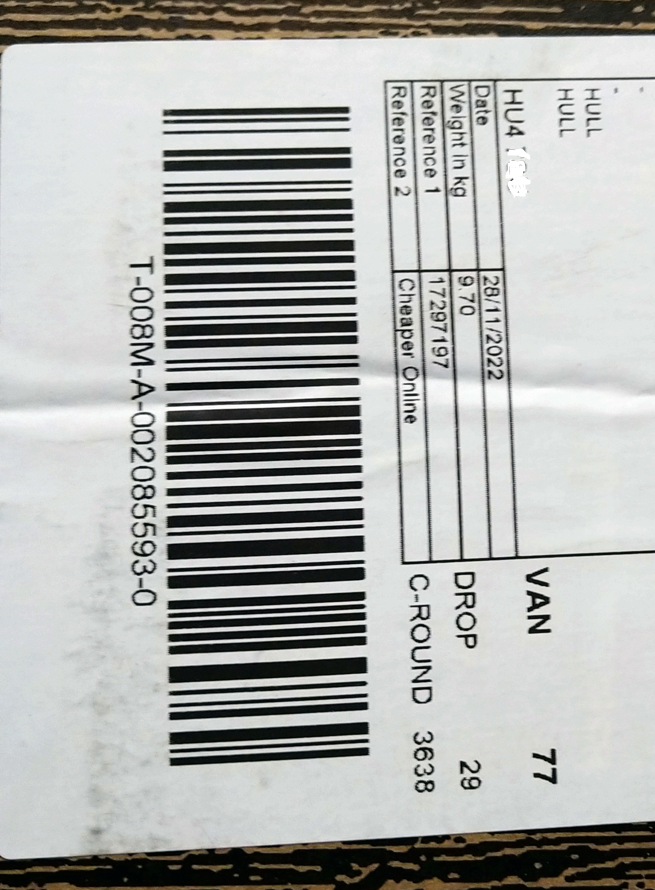 HULL
HULL
HU4
Date 28/11/2022
Weight in kg 9.70
Reference 1 17297197
Reference 2 Cheaper Online
VAN 77
DROP 29
C-ROUND 3638
T-008M-A-002085593-0